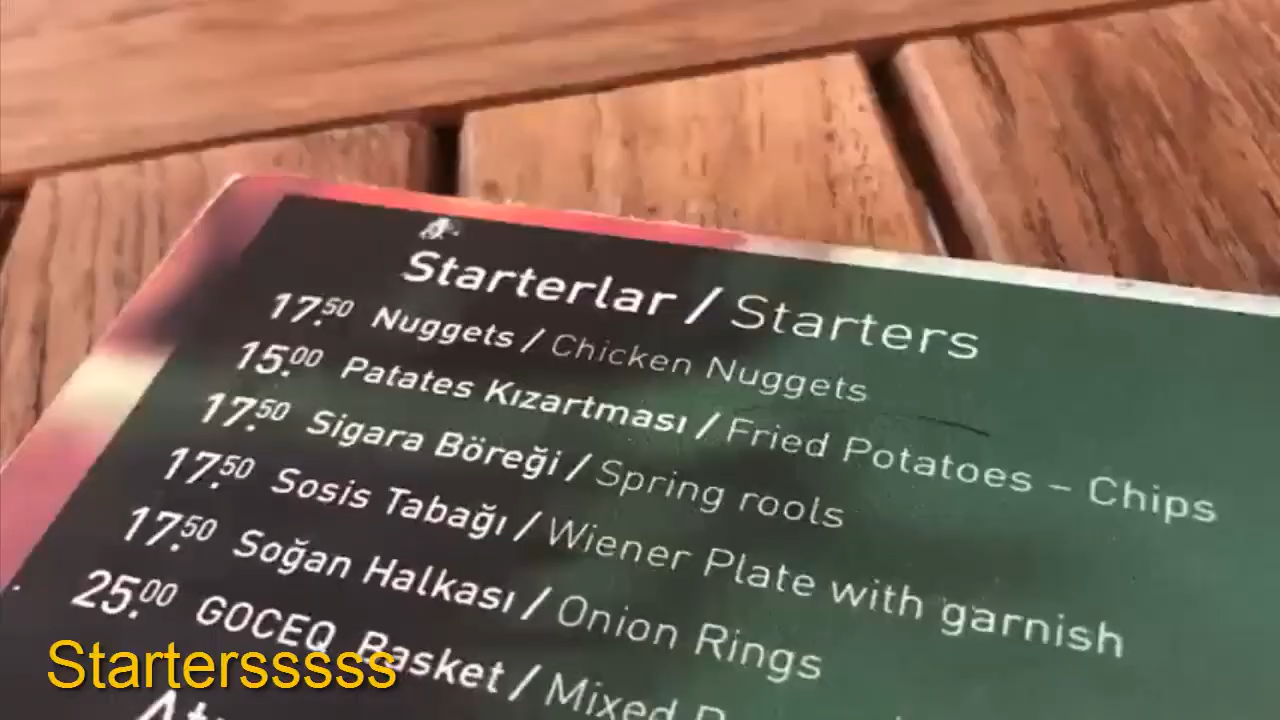 Starterlar / Starters
17.50 Nuggets / Chicken Nuggets
15.00 Patates Kızartması / Fried Potatoes – Chips
17.50 Sigara Böreği / Spring rools
17.50 Sosis Tabağı / Wiener Plate with garnish
17.50 Soğan Halkası / Onion Rings
25.00 GOCEQ Basket / Mixed
Startersssss